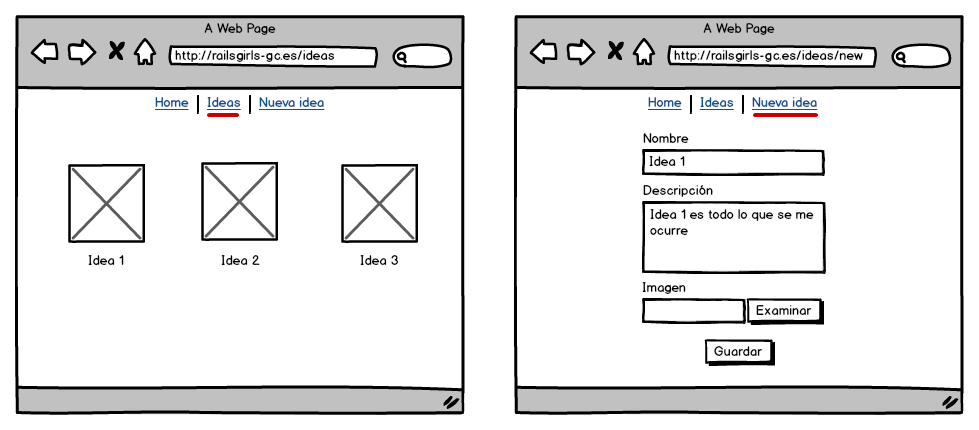 A Web Page
http://railsgirls-gc.es/ideas
Home | Ideas | Nueva idea
Idea 1
Idea 2
Idea 3
A Web Page
http://railsgirls-gc.es/ideas/new
Home | Ideas | Nueva idea
Nombre
Idea 1
Descripción
Idea 1 es todo lo que se me
ocurre
Imagen
Examinar
Guardar